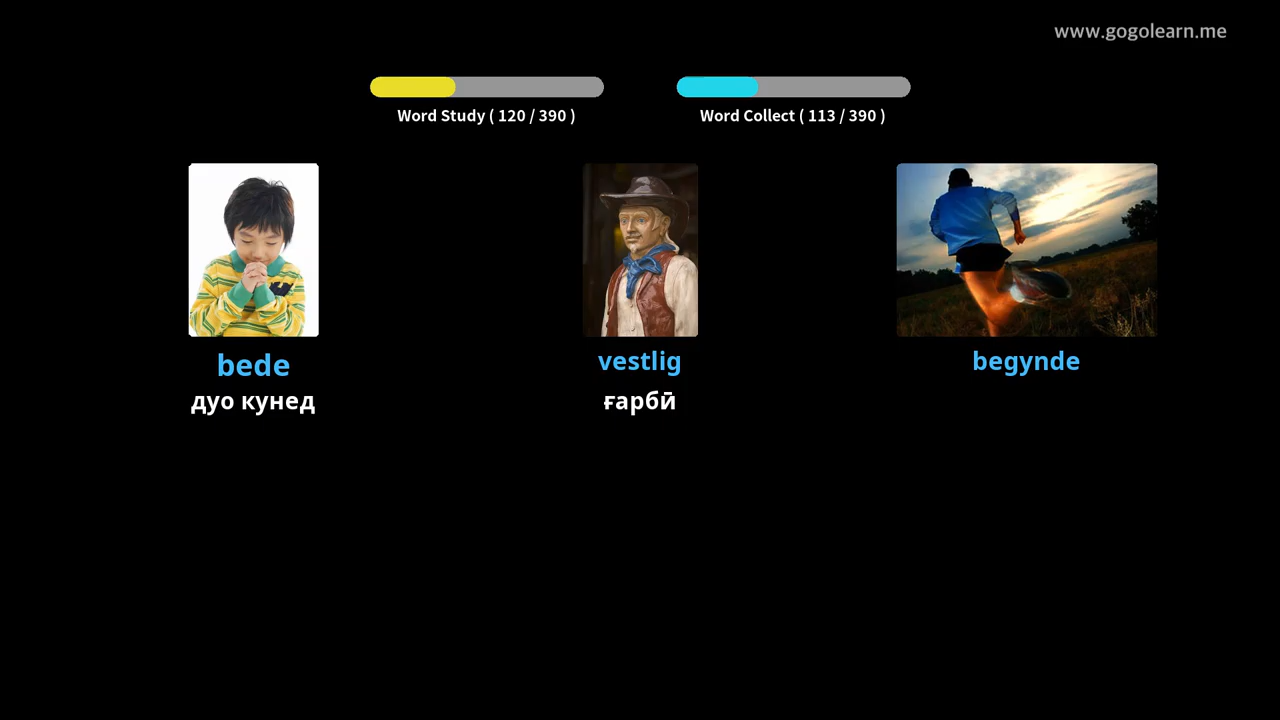 www.gogolearn.me
Word Study ( 120 / 390 )
Word Collect ( 113 / 390 )
bede
vestlig
begynde
дуо кунед
ғарбӣ